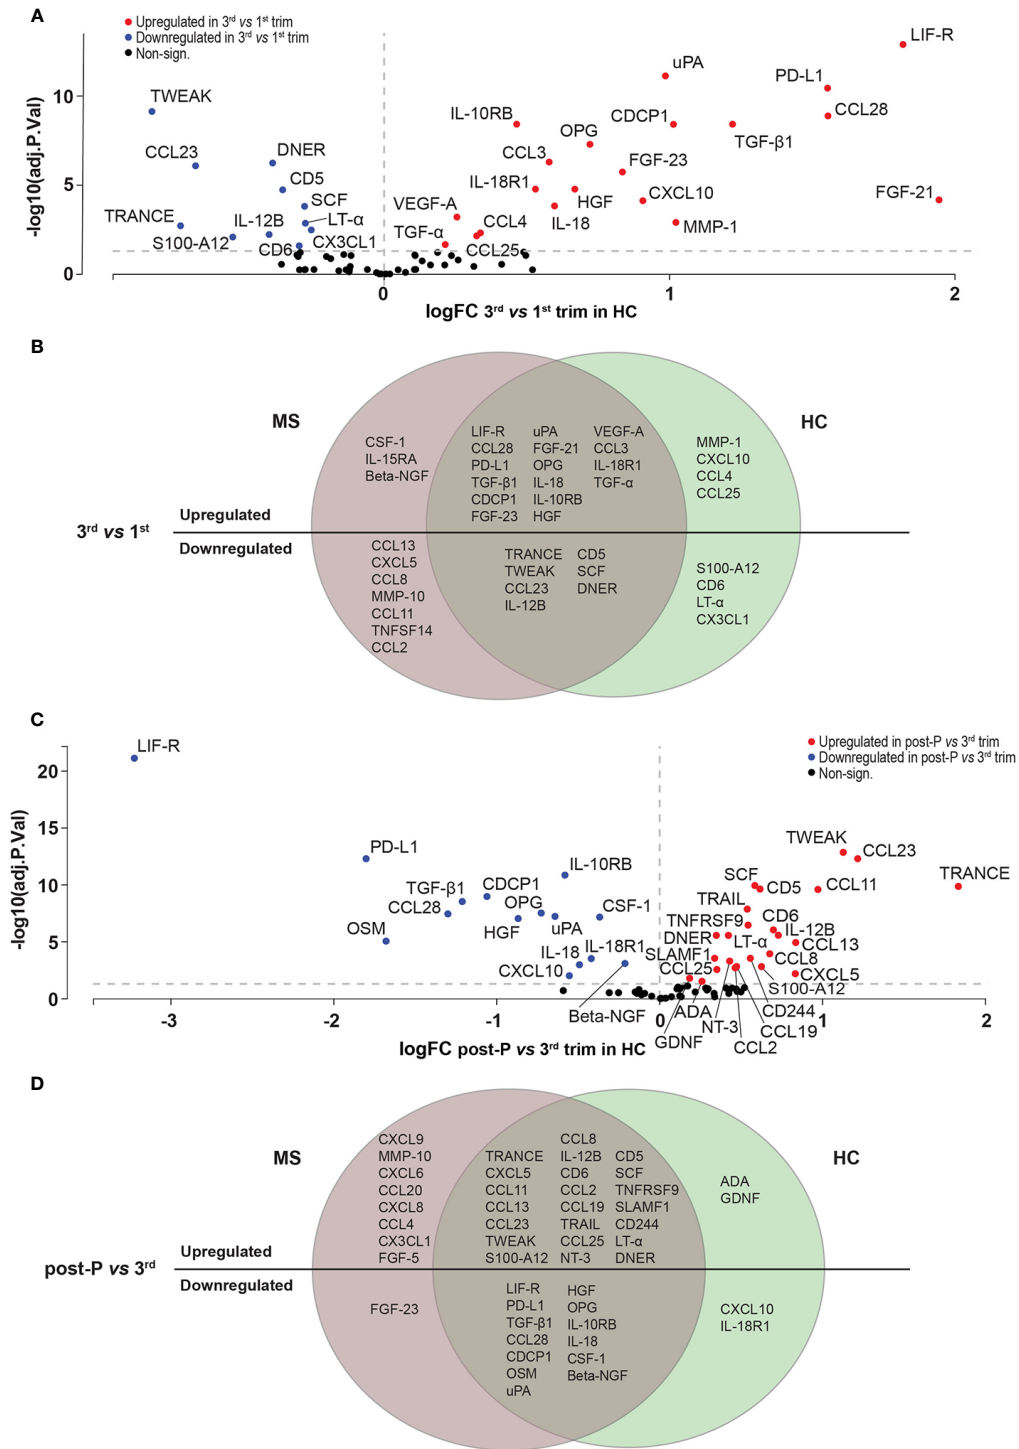 A
Upregulated in 3rd vs 1st trim
Downregulated in 3rd vs 1st trim
Non-sign.
-log10(adj.P.Val)
10
5
0
TWEAK
CCL23
TRANCE
S100-A12
DNER
CD5
SCF
IL-12B
LT-α
CD6
CX3CL1
LIF-R
uPA
PD-L1
CCL28
IL-10RB
CDCP1
TGF-β1
OPG
CCL3
FGF-23
IL-18R1
HGF
CXCL10
FGF-21
VEGF-A
IL-18
MMP-1
TGF-α
CCL4
CCL25
0
1
2
logFC 3rd vs 1st trim in HC
B
MS
HC
3rd vs 1st
Upregulated
Downregulated
CSF-1
IL-15RA
Beta-NGF
LIF-R uPA VEGF-A
CCL28 FGF-21 CCL3
PD-L1 OPG IL-18R1
TGF-β1 IL-18 TGF-α
CDCP1 IL-10RB
FGF-23 HGF
MMP-1
CXCL10
CCL4
CCL25
CCL13
CXCL5
CCL8
MMP-10
CCL11
TNFSF14
CCL2
TRANCE CD5
TWEAK SCF
CCL23 DNER
IL-12B
S100-A12
CD6
LT-α
CX3CL1
C
Upregulated in post-P vs 3rd trim
Downregulated in post-P vs 3rd trim
Non-sign.
-log10(adj.P.Val)
20
15
10
5
0
LIF-R
PD-L1
IL-10RB
TGF-β1
CDCP1
CCL28
OPG
CSF-1
OSM
HGF
uPA
IL-18
IL-18R1
CXCL10
Beta-NGF
TWEAK
CCL23
TRANCE
SCF
CD5
CCL11
TRAIL
TNFRSF9
CD6
DNER
LT-α
IL-12B
CCL13
SLAMF1
CCL8
CCL25
CXCL5
S100-A12
ADA
CD244
NT-3
CCL19
GDNF
CCL2
-3
-2
-1
0
1
2
logFC post-P vs 3rd trim in HC
D
MS
HC
post-P vs 3rd
Upregulated
Downregulated
CXCL9
MMP-10
CXCL6
CCL20
CXCL8
CCL4
CX3CL1
FGF-5
CCL8
TRANCE IL-12B CD5
CXCL5 CD6 SCF
CCL11 CCL2 TNFRSF9
CCL13 CCL19 SLAMF1
CCL23 TRAIL CD244
TWEAK CCL25 LT-α
S100-A12 NT-3 DNER
ADA
GDNF
FGF-23
LIF-R HGF
PD-L1 OPG
TGF-β1 IL-10RB
CCL28 IL-18
CDCP1 CSF-1
OSM Beta-NGF
uPA
CXCL10
IL-18R1